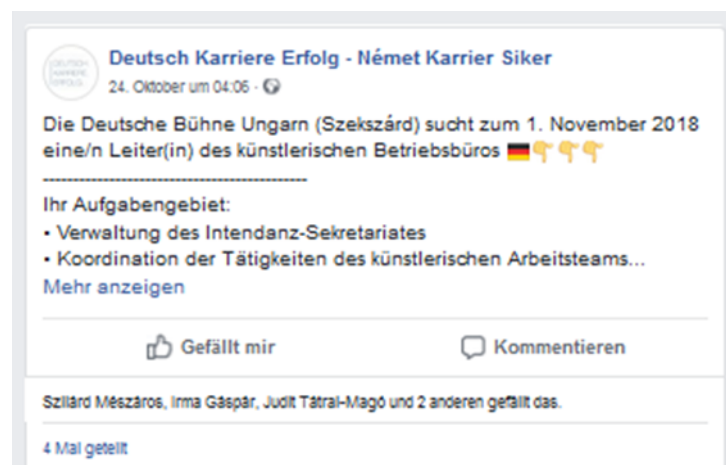 DEUTSCH
KARRIERE
ERFOLG
Deutsch Karriere Erfolg - Német Karrier Siker
24. Oktober um 04:06 ·
Die Deutsche Bühne Ungarn (Szekszárd) sucht zum 1. November 2018
eine/n Leiter(in) des künstlerischen Betriebsbüros 🇩🇪👇👇👇
--------------------------------------------
Ihr Aufgabengebiet:
• Verwaltung des Intendanz-Sekretariates
• Koordination der Tätigkeiten des künstlerischen Arbeitsteams...
Mehr anzeigen
Gefällt mir Kommentieren
Szilárd Mészáros, Irma Gáspár, Judit Tátrai-Magó und 2 anderen gefällt das.
4 Mal geteilt